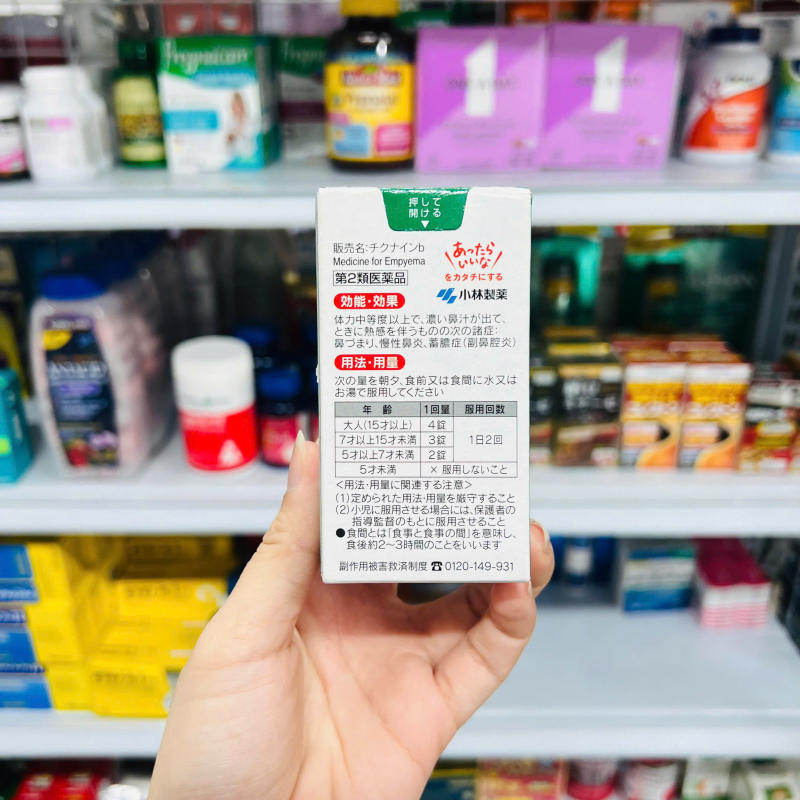 押して
開ける
販売名:チクナインb
Medicine for Empyema
第2類医薬品
あったら
いいな
をカタチにする
小林製薬
効能・効果
体力中等度以上で、濃い鼻汁が出て、
ときに熱感を伴うものの次の諸症:
鼻づまり、慢性鼻炎、蓄膿症(副鼻腔炎)
用法・用量
次の量を朝夕、食前又は食間に水又は
お湯で服用してください
年齢 1回量 服用回数
大人(15才以上) 4錠 1日2回
7才以上15才未満 3錠
5才以上7才未満 2錠
5才未満 × 服用しないこと
<用法・用量に関連する注意>
(1)定められた用法・用量を厳守すること
(2)小児に服用させる場合には、保護者の
指導監督のもとに服用させること
●食間とは「食事と食事の間」を意味し、
食後約2〜3時間のことをいいます
副作用被害救済制度 ☎0120-149-931